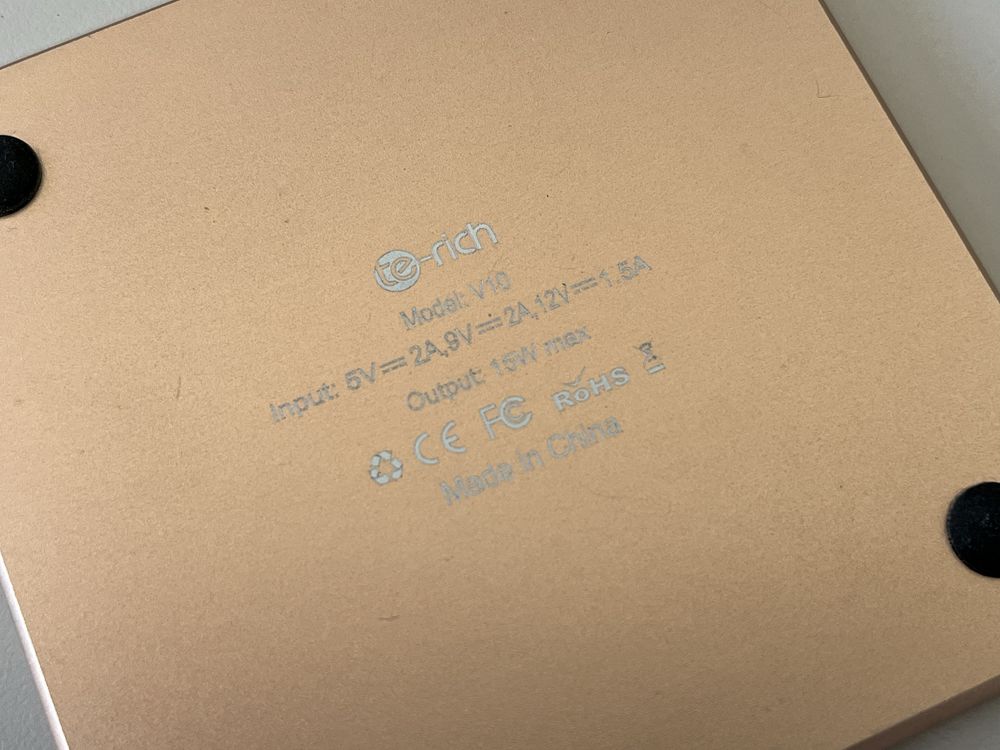 te-rich
Model: V10
Input: 5V⎓2A,9V⎓2A,12V⎓1.5A
Output: 15W max
CE FC RoHS
Made in China